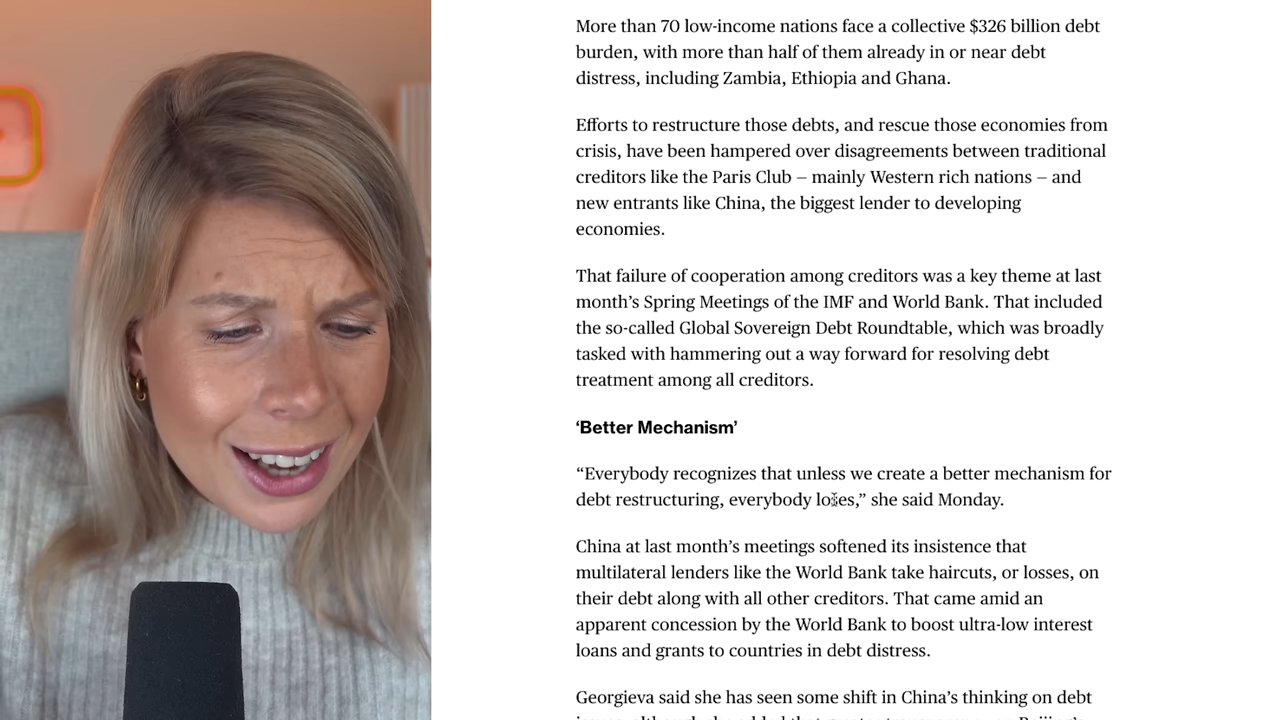 More than 70 low-income nations face a collective $326 billion debt
burden, with more than half of them already in or near debt
distress, including Zambia, Ethiopia and Ghana.
Efforts to restructure those debts, and rescue those economies from
crisis, have been hampered over disagreements between traditional
creditors like the Paris Club — mainly Western rich nations — and
new entrants like China, the biggest lender to developing
economies.
That failure of cooperation among creditors was a key theme at last
month’s Spring Meetings of the IMF and World Bank. That included
the so-called Global Sovereign Debt Roundtable, which was broadly
tasked with hammering out a way forward for resolving debt
treatment among all creditors.
‘Better Mechanism’
“Everybody recognizes that unless we create a better mechanism for
debt restructuring, everybody loses,” she said Monday.
China at last month’s meetings softened its insistence that
multilateral lenders like the World Bank take haircuts, or losses, on
their debt along with all other creditors. That came amid an
apparent concession by the World Bank to boost ultra-low interest
loans and grants to countries in debt distress.
Georgieva said she has seen some shift in China’s thinking on debt